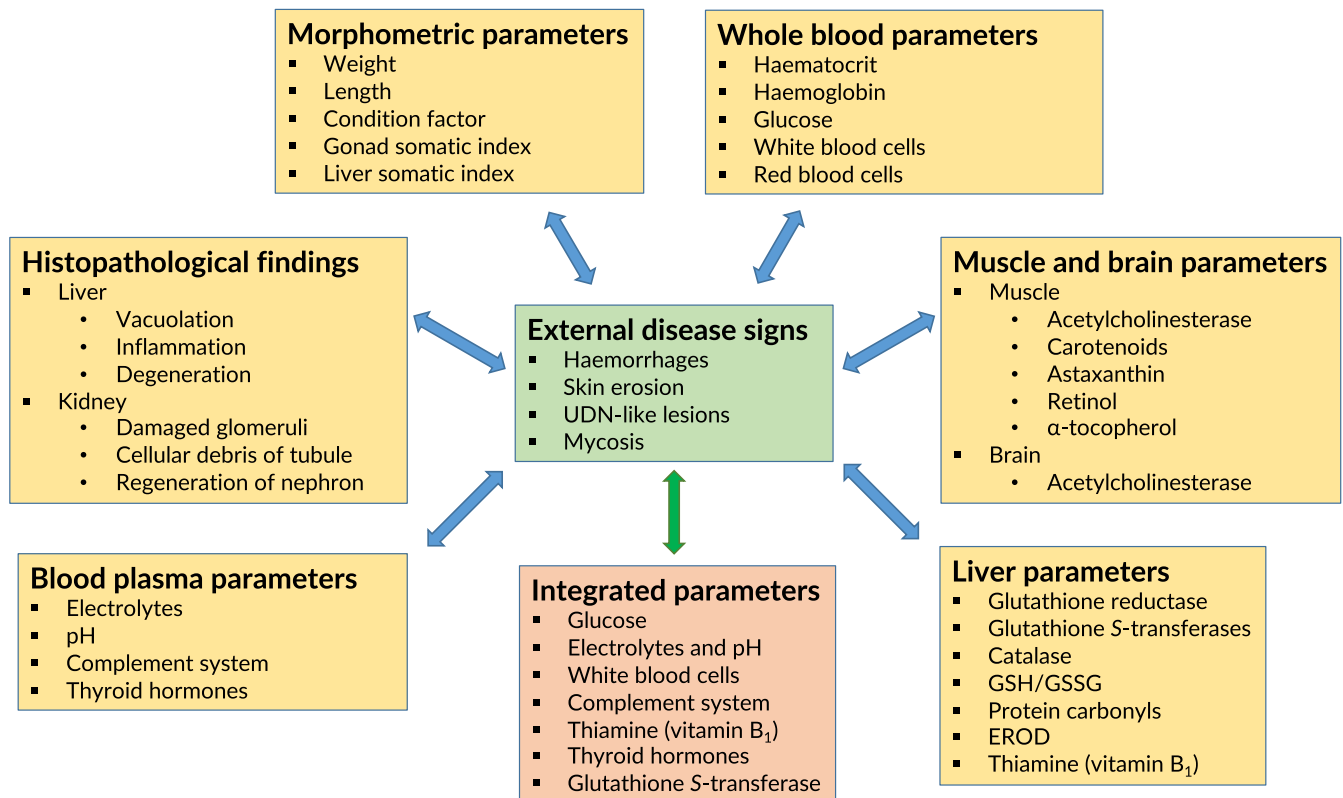 Morphometric parameters
▪ Weight
▪ Length
▪ Condition factor
▪ Gonad somatic index
▪ Liver somatic index
Whole blood parameters
▪ Haematocrit
▪ Haemoglobin
▪ Glucose
▪ White blood cells
▪ Red blood cells
Histopathological findings
▪ Liver
• Vacuolation
• Inflammation
• Degeneration
▪ Kidney
• Damaged glomeruli
• Cellular debris of tubule
• Regeneration of nephron
External disease signs
▪ Haemorrhages
▪ Skin erosion
▪ UDN-like lesions
▪ Mycosis
Muscle and brain parameters
▪ Muscle
• Acetylcholinesterase
• Carotenoids
• Astaxanthin
• Retinol
• α-tocopherol
▪ Brain
• Acetylcholinesterase
Blood plasma parameters
▪ Electrolytes
▪ pH
▪ Complement system
▪ Thyroid hormones
Integrated parameters
▪ Glucose
▪ Electrolytes and pH
▪ White blood cells
▪ Complement system
▪ Thiamine (vitamin B₁)
▪ Thyroid hormones
▪ Glutathione S-transferase
Liver parameters
▪ Glutathione reductase
▪ Glutathione S-transferases
▪ Catalase
▪ GSH/GSSG
▪ Protein carbonyls
▪ EROD
▪ Thiamine (vitamin B₁)